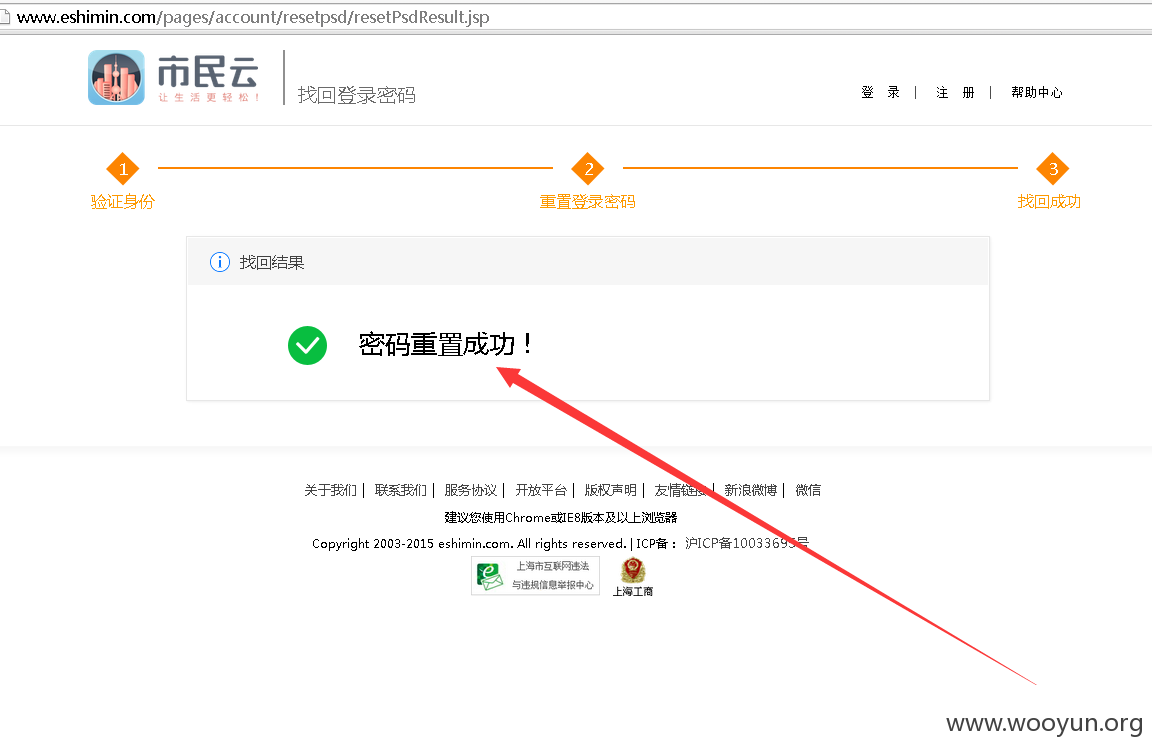 www.eshimin.com/pages/account/resetpsd/resetPsdResult.jsp
市民云
让生活更轻松！
找回登录密码
登 录 | 注 册 | 帮助中心
1 2 3
验证身份 重置登录密码 找回成功
找回结果
密码重置成功！
关于我们 | 联系我们 | 服务协议 | 开放平台 | 版权声明 | 友情链接 | 新浪微博 | 微信
建议您使用Chrome或IE8版本及以上浏览器
Copyright 2003-2015 eshimin.com. All rights reserved. | ICP备： 沪ICP备10033695号
上海市互联网违法
与违规信息举报中心
上海工商
www.wooyun.org